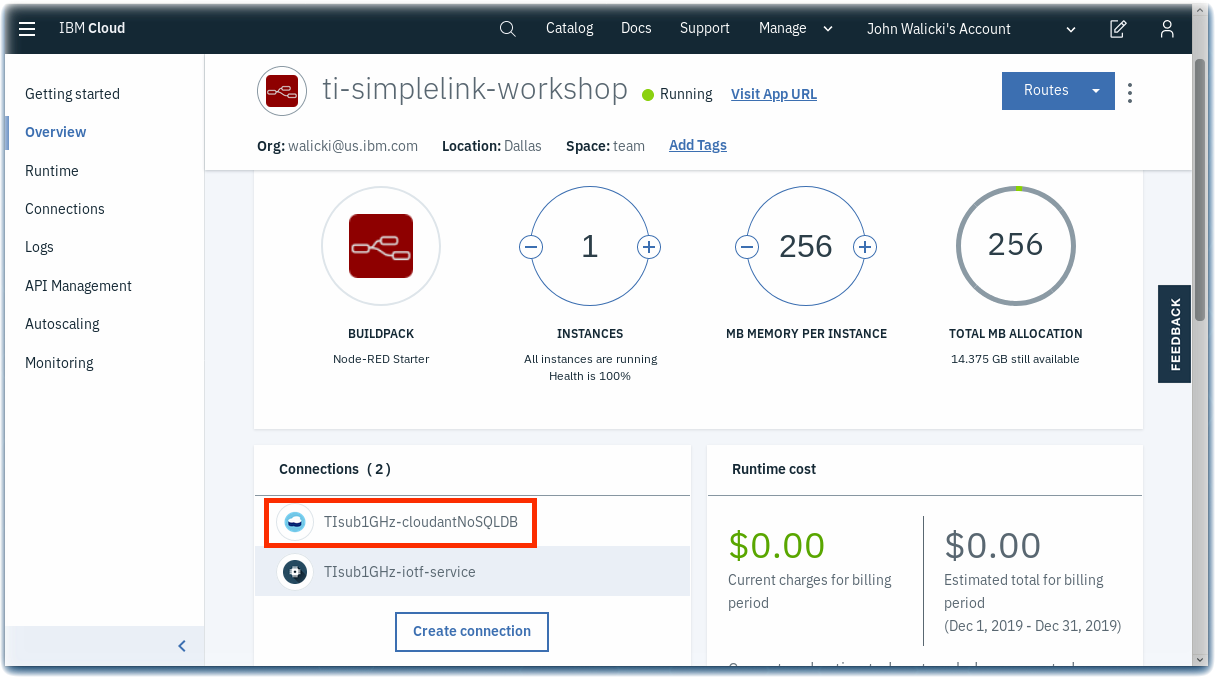 IBM Cloud
Catalog
Docs
Support
Manage
John Walicki's Account
Getting started
Overview
Runtime
Connections
Logs
API Management
Autoscaling
Monitoring
ti-simplelink-workshop
Running
Visit App URL
Routes
Org: walicki@us.ibm.com
Location: Dallas
Space: team
Add Tags
1
256
256
BUILDPACK
Node-RED Starter
INSTANCES
All instances are running
Health is 100%
MB MEMORY PER INSTANCE
TOTAL MB ALLOCATION
14.375 GB still available
FEEDBACK
Connections (2)
TIsub1GHz-cloudantNoSQLDB
TIsub1GHz-iotf-service
Create connection
Runtime cost
$0.00
Current charges for billing
period
$0.00
Estimated total for billing
period
(Dec 1, 2019 - Dec 31, 2019)